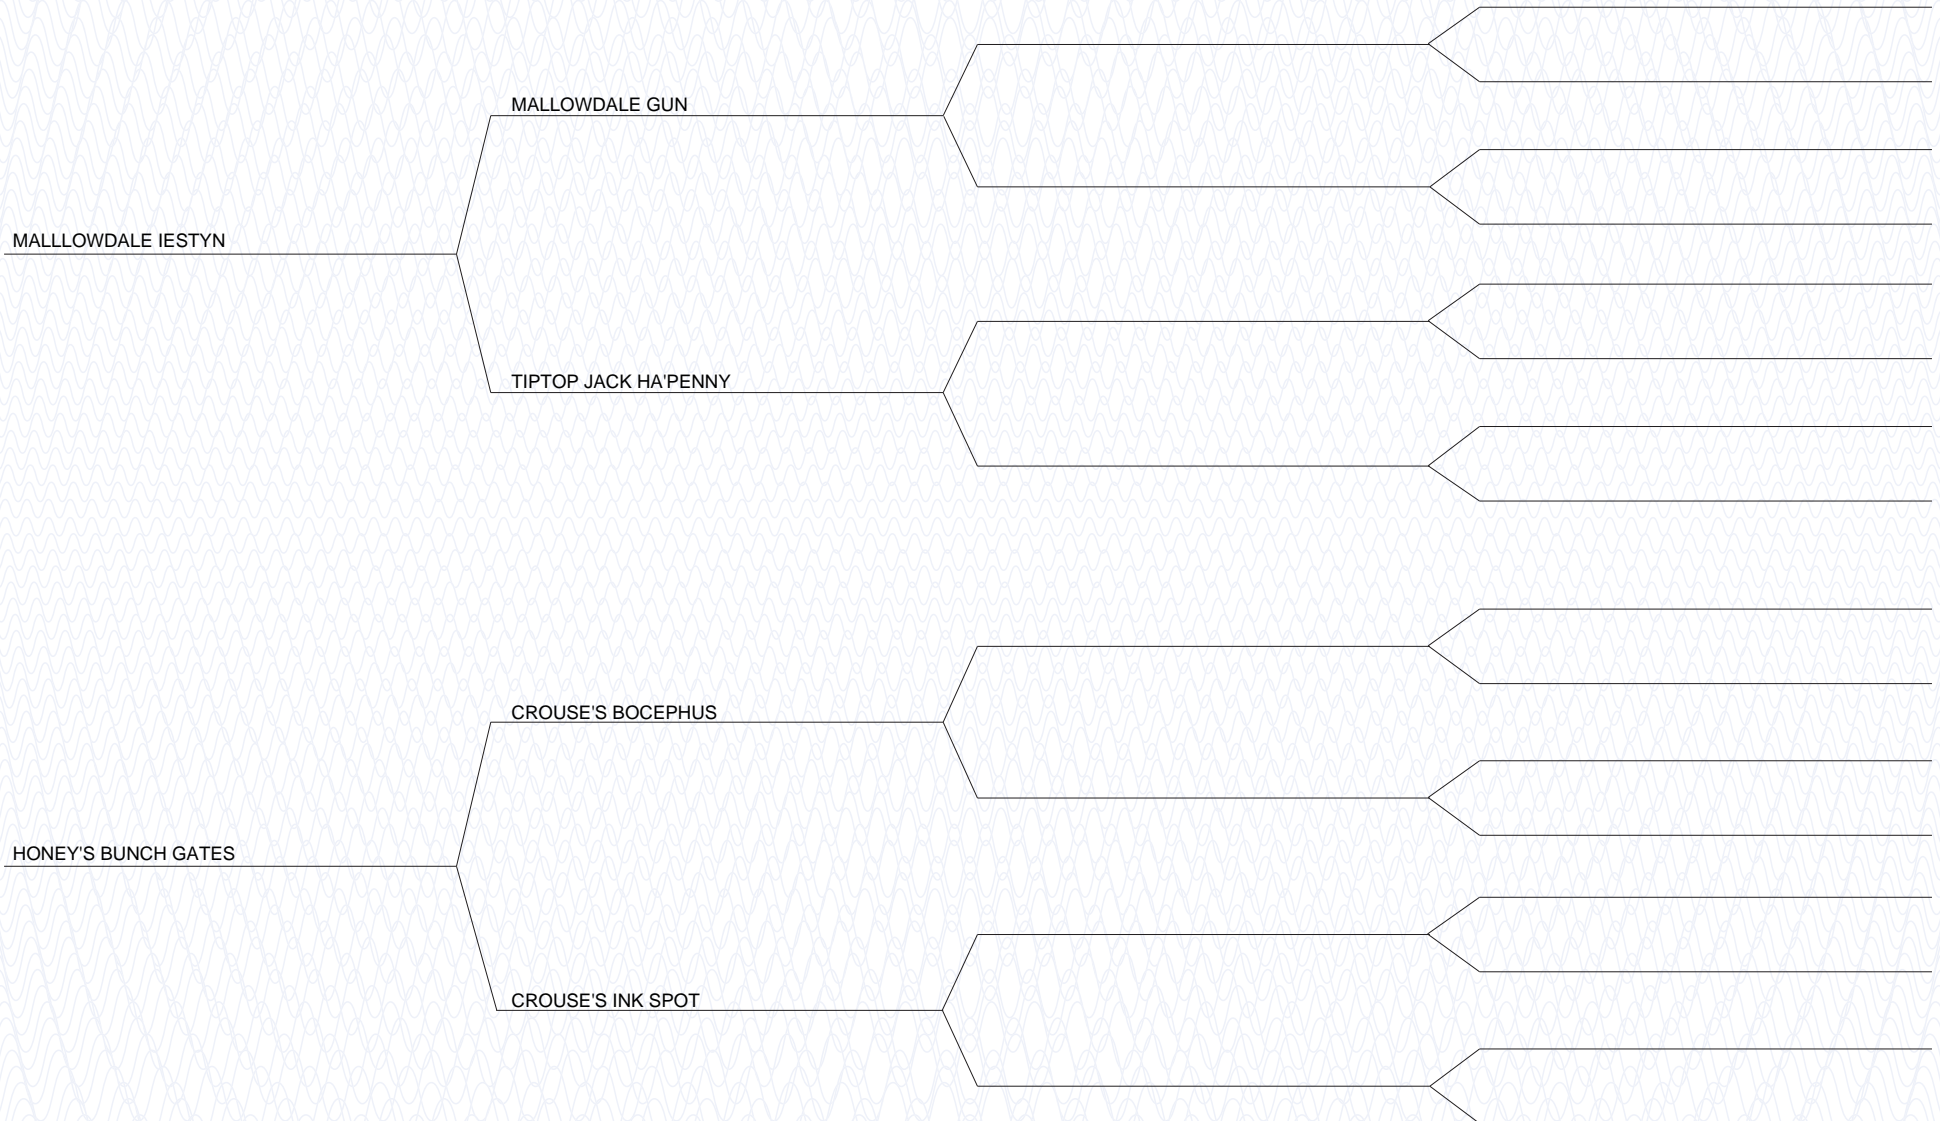 MALLOWDALE GUN
MALLLOWDALE IESTYN
TIPTOP JACK HA'PENNY
CROUSE'S BOCEPHUS
HONEY'S BUNCH GATES
CROUSE'S INK SPOT